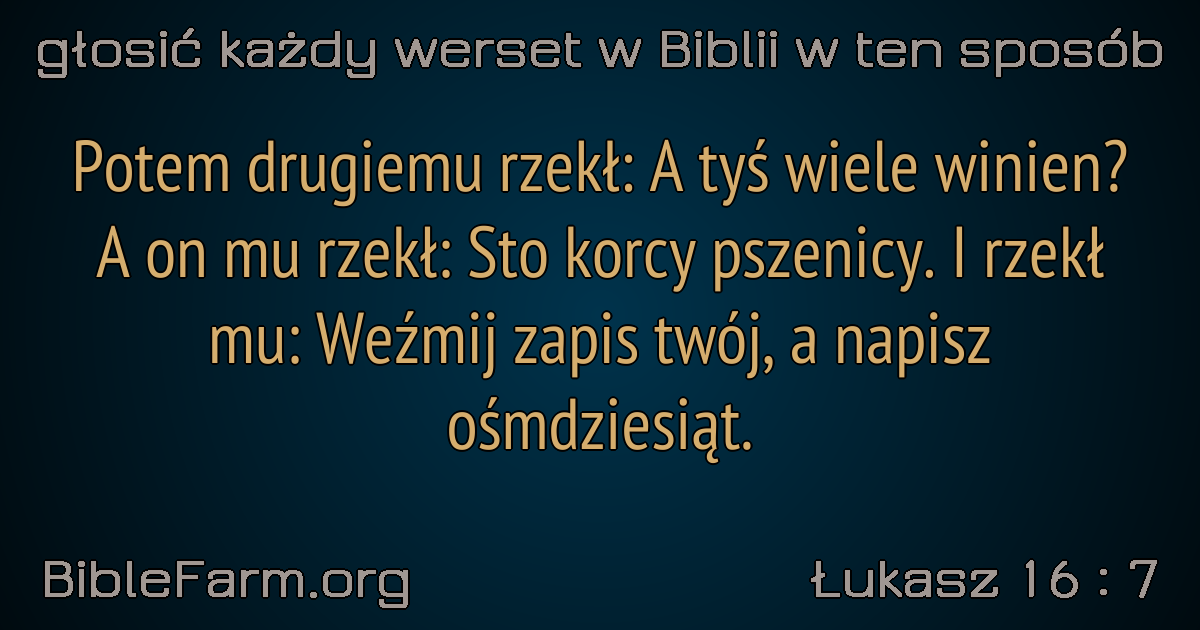 głosić każdy werset w Biblii w ten sposób
Potem drugiemu rzekł: A tyś wiele winien?
A on mu rzekł: Sto korcy pszenicy. I rzekł
mu: Weźmij zapis twój, a napisz
ośmdziesiąt.
BibleFarm.org
Łukasz 16 : 7